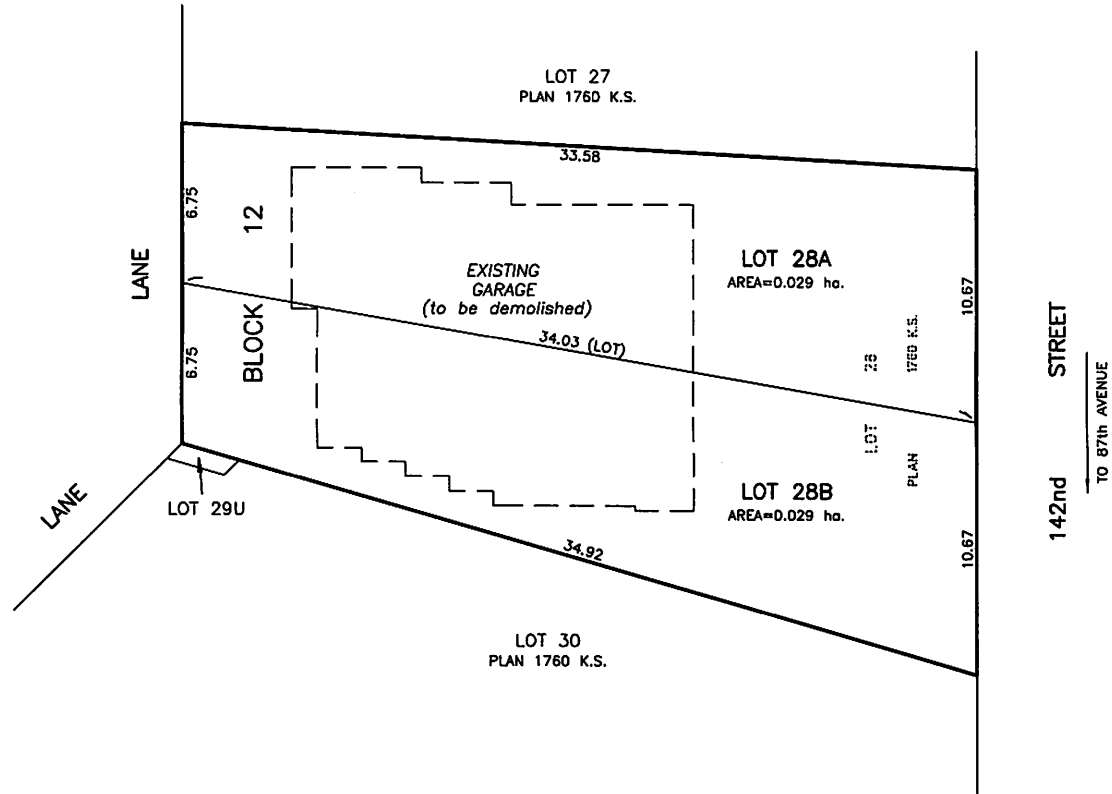 LOT 27
PLAN 1760 K.S.
33.58
6.75
BLOCK 12
LANE
EXISTING
GARAGE
(to be demolished)
LOT 28A
AREA=0.029 ha.
10.67
34.03 (LOT)
6.75
LOT 28
PLAN 1760 K.S.
142nd STREET
TO 87th AVENUE
LOT 28B
AREA=0.029 ha.
10.67
LANE
LOT 29U
34.92
LOT 30
PLAN 1760 K.S.